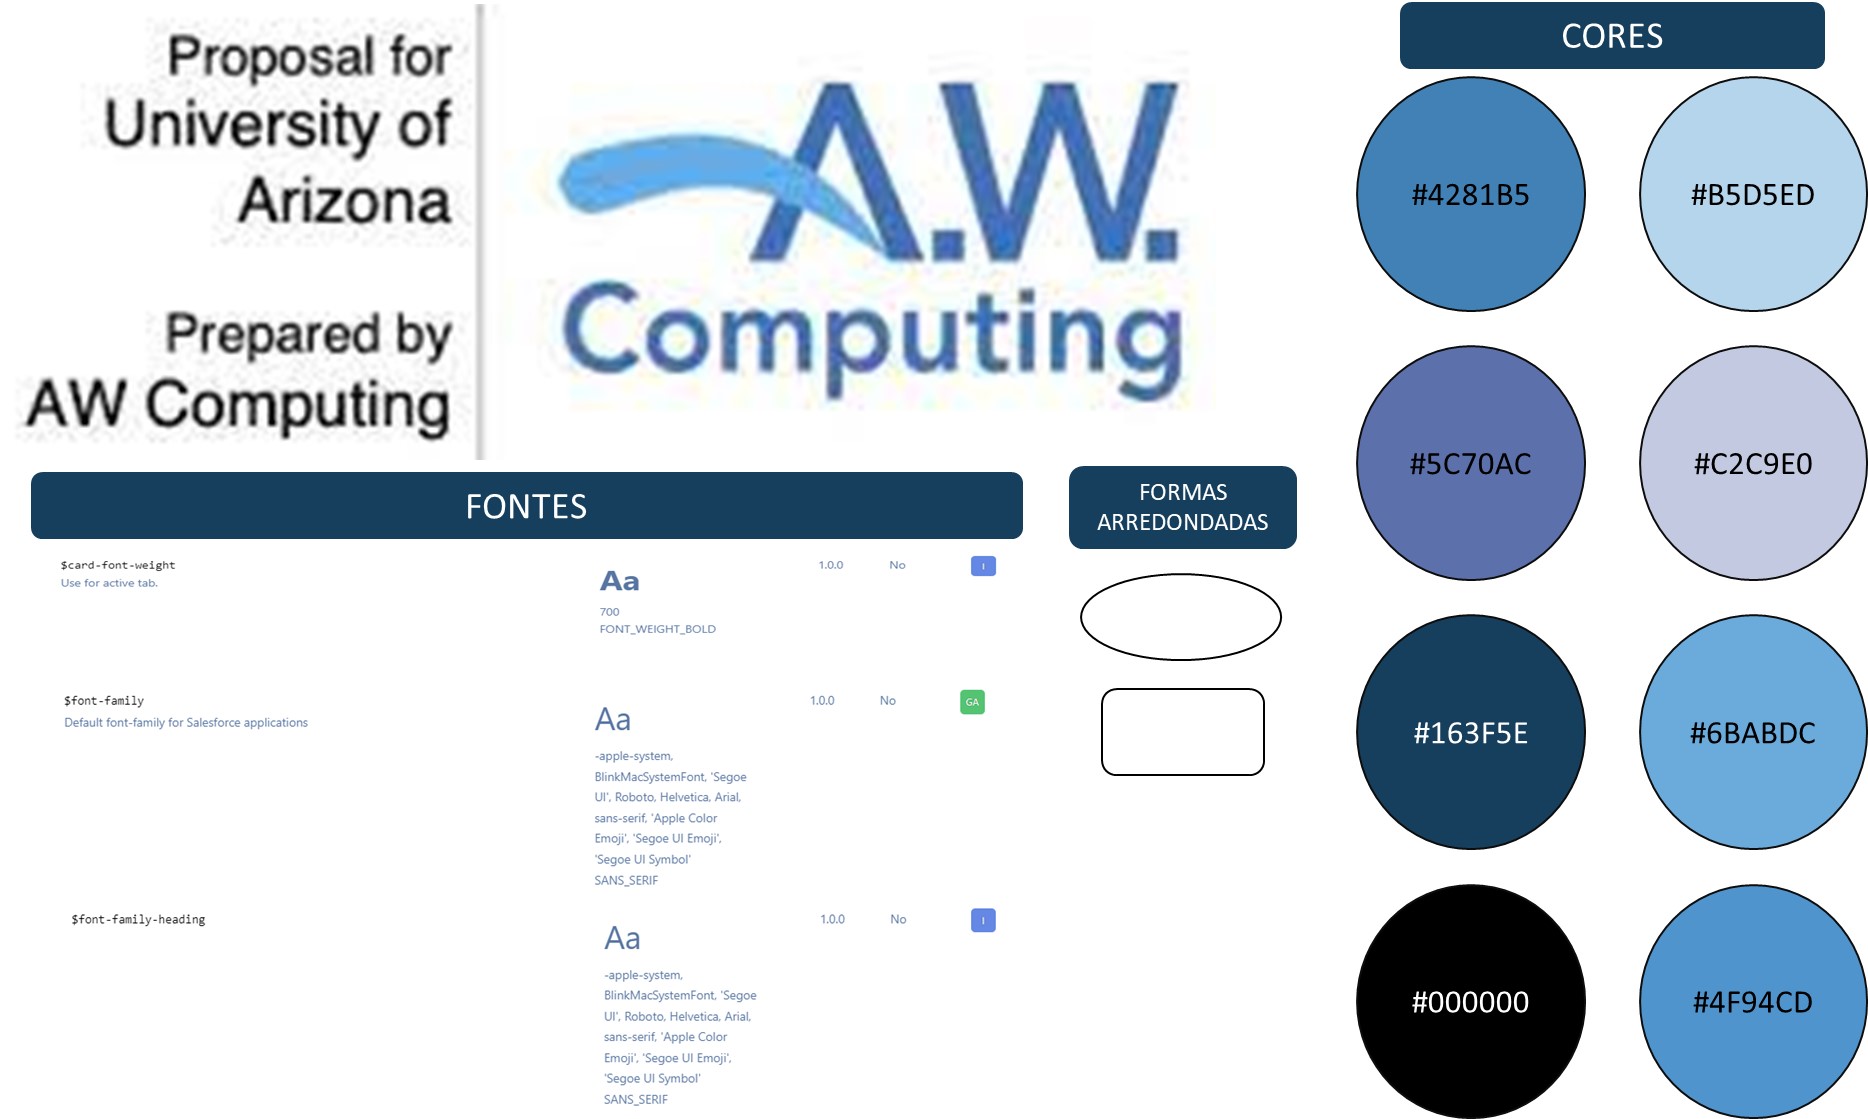 Proposal for
University of
Arizona
Prepared by
AW Computing
A.W.
Computing
CORES
#4281B5
#B5D5ED
#5C70AC
#C2C9E0
#163F5E
#6BABDC
#000000
#4F94CD
FONTES
$card-font-weight
Use for active tab.
Aa
700
FONT_WEIGHT_BOLD
1.0.0
No
I
$font-family
Default font-family for Salesforce applications
Aa
-apple-system,
BlinkMacSystemFont, 'Segoe
UI', Roboto, Helvetica, Arial,
sans-serif, 'Apple Color
Emoji', 'Segoe UI Emoji',
'Segoe UI Symbol'
SANS_SERIF
1.0.0
No
GA
$font-family-heading
Aa
-apple-system,
BlinkMacSystemFont, 'Segoe
UI', Roboto, Helvetica, Arial,
sans-serif, 'Apple Color
Emoji', 'Segoe UI Emoji',
'Segoe UI Symbol'
SANS_SERIF
1.0.0
No
I
FORMAS
ARREDONDADAS